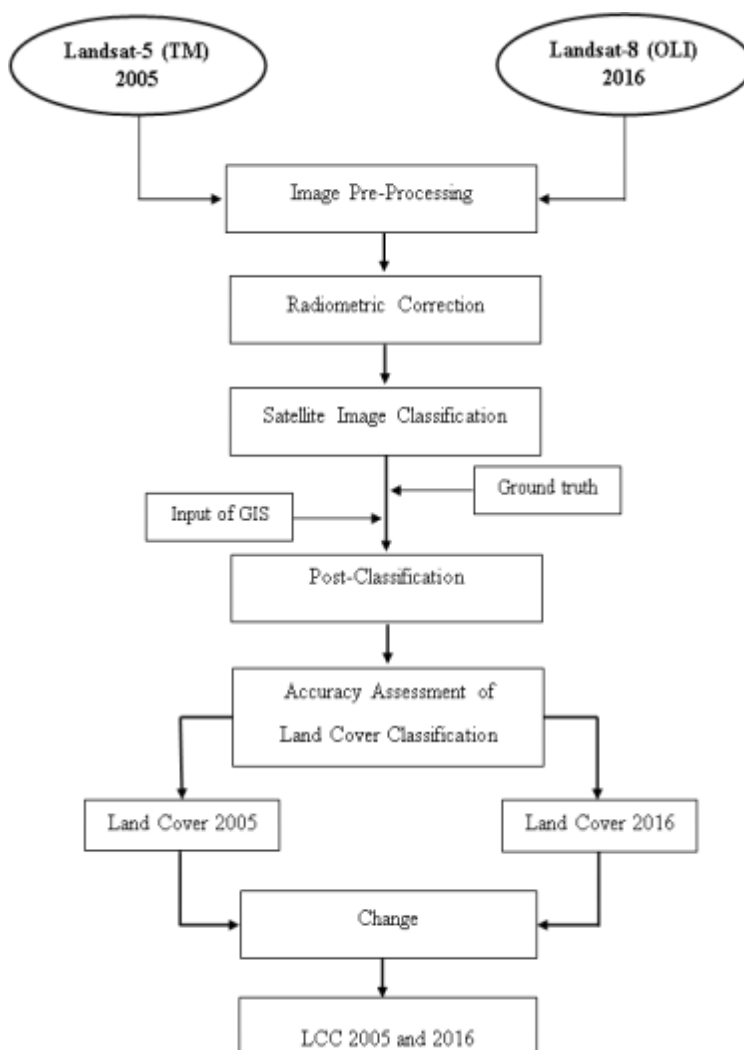 Landsat-5 (TM)
2005
Landsat-8 (OLI)
2016
Image Pre-Processing
Radiometric Correction
Satellite Image Classification
Ground truth
Input of GIS
Post-Classification
Accuracy Assessment of
Land Cover Classification
Land Cover 2005
Land Cover 2016
Change
LCC 2005 and 2016